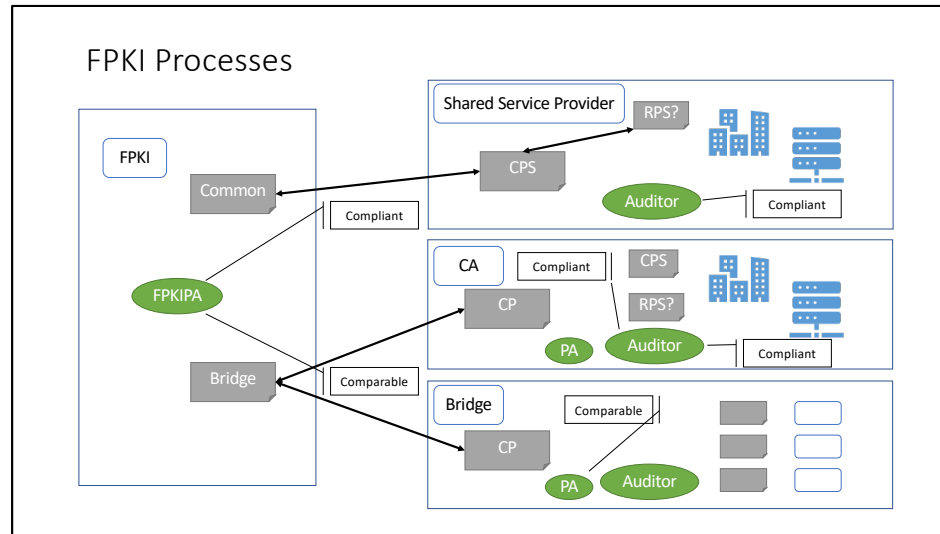 FPKI Processes
FPKI
Common
Compliant
FPKIPA
Bridge
Comparable
Shared Service Provider
RPS?
CPS
Auditor
Compliant
CA
Compliant
CPS
CP
RPS?
PA
Auditor
Compliant
Bridge
Comparable
CP
PA
Auditor